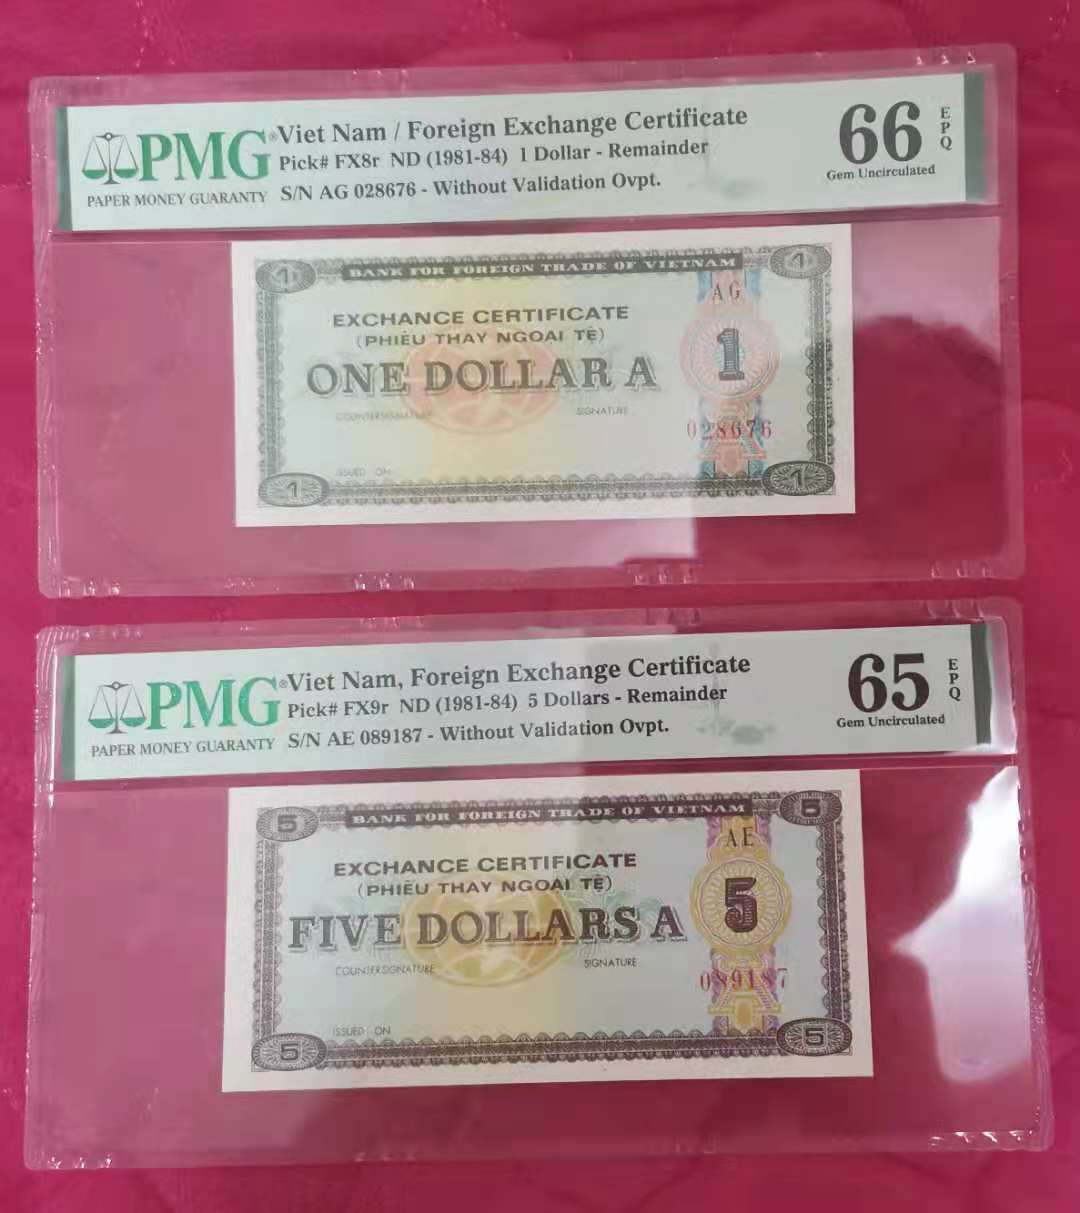 PMG® Viet Nam / Foreign Exchange Certificate
Pick# FX8r ND (1981-84) 1 Dollar - Remainder
PAPER MONEY GUARANTY S/N AG 028676 - Without Validation Ovpt.
66 EPQ
Gem Uncirculated
1 1
BANK FOR FOREIGN TRADE OF VIETNAM
AG
EXCHANCE CERTIFICATE
(PHIẾU THAY NGOẠI TỆ)
1
ONE DOLLAR A
COUNTERSIGNATURE SIGNATURE
028676
ISSUED ON
1 1
PMG® Viet Nam, Foreign Exchange Certificate
Pick# FX9r ND (1981-84) 5 Dollars - Remainder
PAPER MONEY GUARANTY S/N AE 089187 - Without Validation Ovpt.
65 EPQ
Gem Uncirculated
5 5
BANK FOR FOREIGN TRADE OF VIETNAM
AE
EXCHANCE CERTIFICATE
(PHIẾU THAY NGOẠI TỆ)
5
FIVE DOLLARS A
COUNTERSIGNATURE SIGNATURE
089187
ISSUED ON
5 5